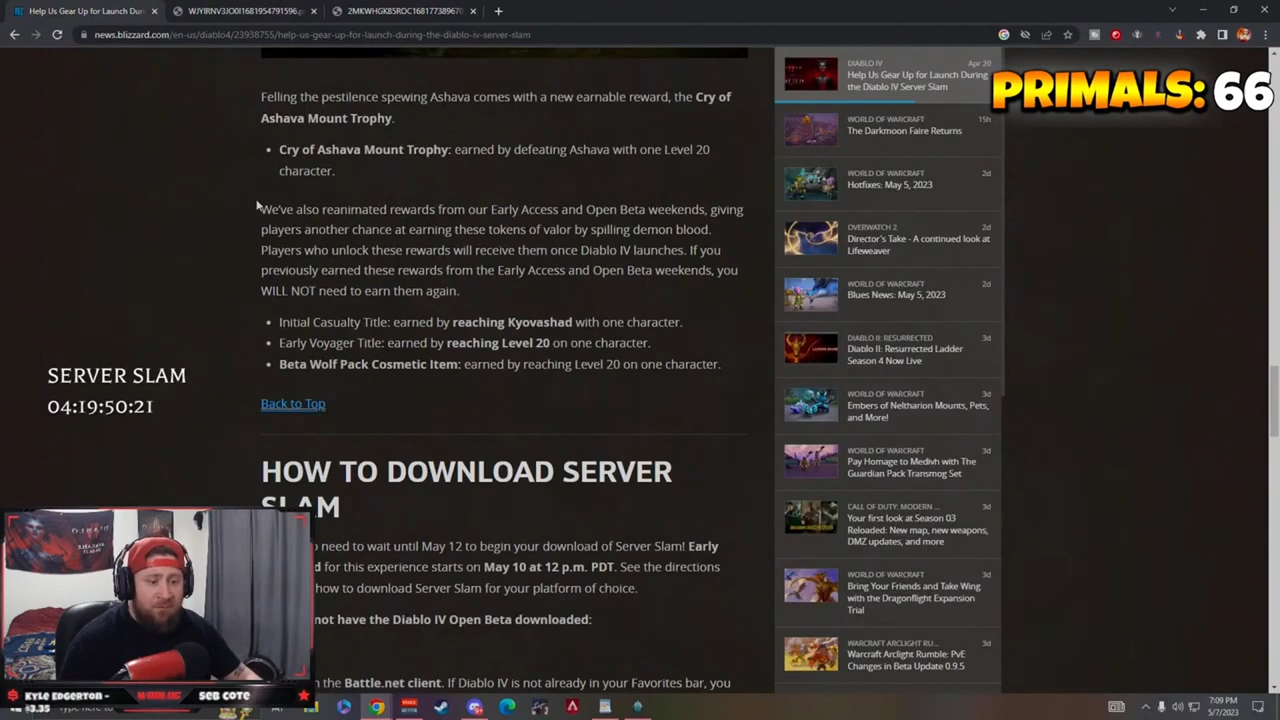 Help Us Gear Up for Launch Duri
WJYIRNV3JO0I1681954791596.p
2MKWHGK85ROC168177389670
news.blizzard.com/en-us/diablo4/23938755/help-us-gear-up-for-launch-during-the-diablo-iv-server-slam
PRIMALS: 66
Felling the pestilence spewing Ashava comes with a new earnable reward, the Cry of
Ashava Mount Trophy.
• Cry of Ashava Mount Trophy: earned by defeating Ashava with one Level 20
character.
We've also reanimated rewards from our Early Access and Open Beta weekends, giving
players another chance at earning these tokens of valor by spilling demon blood.
Players who unlock these rewards will receive them once Diablo IV launches. If you
previously earned these rewards from the Early Access and Open Beta weekends, you
WILL NOT need to earn them again.
• Initial Casualty Title: earned by reaching Kyovashad with one character.
• Early Voyager Title: earned by reaching Level 20 on one character.
• Beta Wolf Pack Cosmetic Item: earned by reaching Level 20 on one character.
Back to Top
SERVER SLAM
04:19:50:21
HOW TO DOWNLOAD SERVER
SLAM
need to wait until May 12 to begin your download of Server Slam! Early
for this experience starts on May 10 at 12 p.m. PDT. See the directions
how to download Server Slam for your platform of choice.
not have the Diablo IV Open Beta downloaded:
the Battle.net client. If Diablo IV is not already in your Favorites bar, you
DIABLO IV
Apr 20
Help Us Gear Up for Launch During
the Diablo IV Server Slam
WORLD OF WARCRAFT
15h
The Darkmoon Faire Returns
WORLD OF WARCRAFT
2d
Hotfixes: May 5, 2023
OVERWATCH 2
2d
Director's Take - A continued look at
Lifeweaver
WORLD OF WARCRAFT
2d
Blues News: May 5, 2023
DIABLO II: RESURRECTED
3d
Diablo II: Resurrected Ladder
Season 4 Now Live
WORLD OF WARCRAFT
3d
Embers of Neltharion Mounts, Pets,
and More!
WORLD OF WARCRAFT
3d
Pay Homage to Medivh with The
Guardian Pack Transmog Set
CALL OF DUTY: MODERN ...
3d
Your first look at Season 03
Reloaded: New map, new weapons,
DMZ updates, and more
WORLD OF WARCRAFT
3d
Bring Your Friends and Take Wing
with the Dragonflight Expansion
Trial
WARCRAFT ARCLIGHT RU...
3d
Warcraft Arclight Rumble: PvE
Changes in Beta Update 0.9.5
KYLE EDGERTON -
$3.35
SEB COTE
7:09 PM
5/7/2023